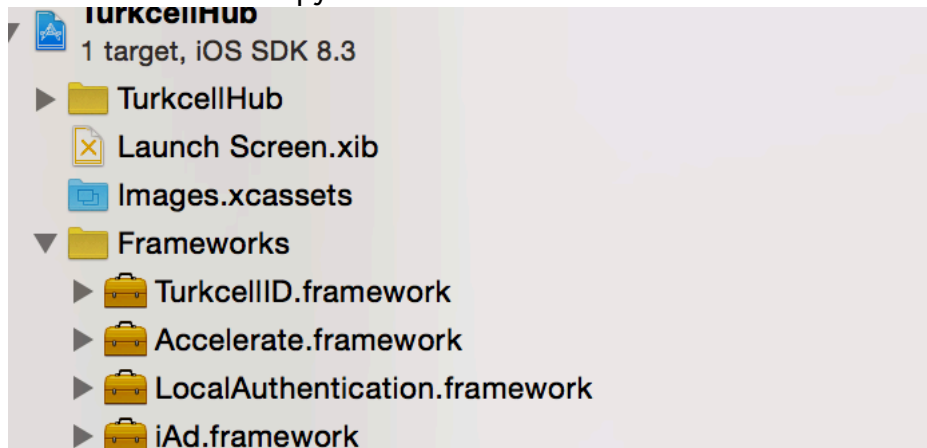 TurkcellHub
1 target, iOS SDK 8.3
TurkcellHub
Launch Screen.xib
Images.xcassets
Frameworks
TurkcellID.framework
Accelerate.framework
LocalAuthentication.framework
iAd.framework